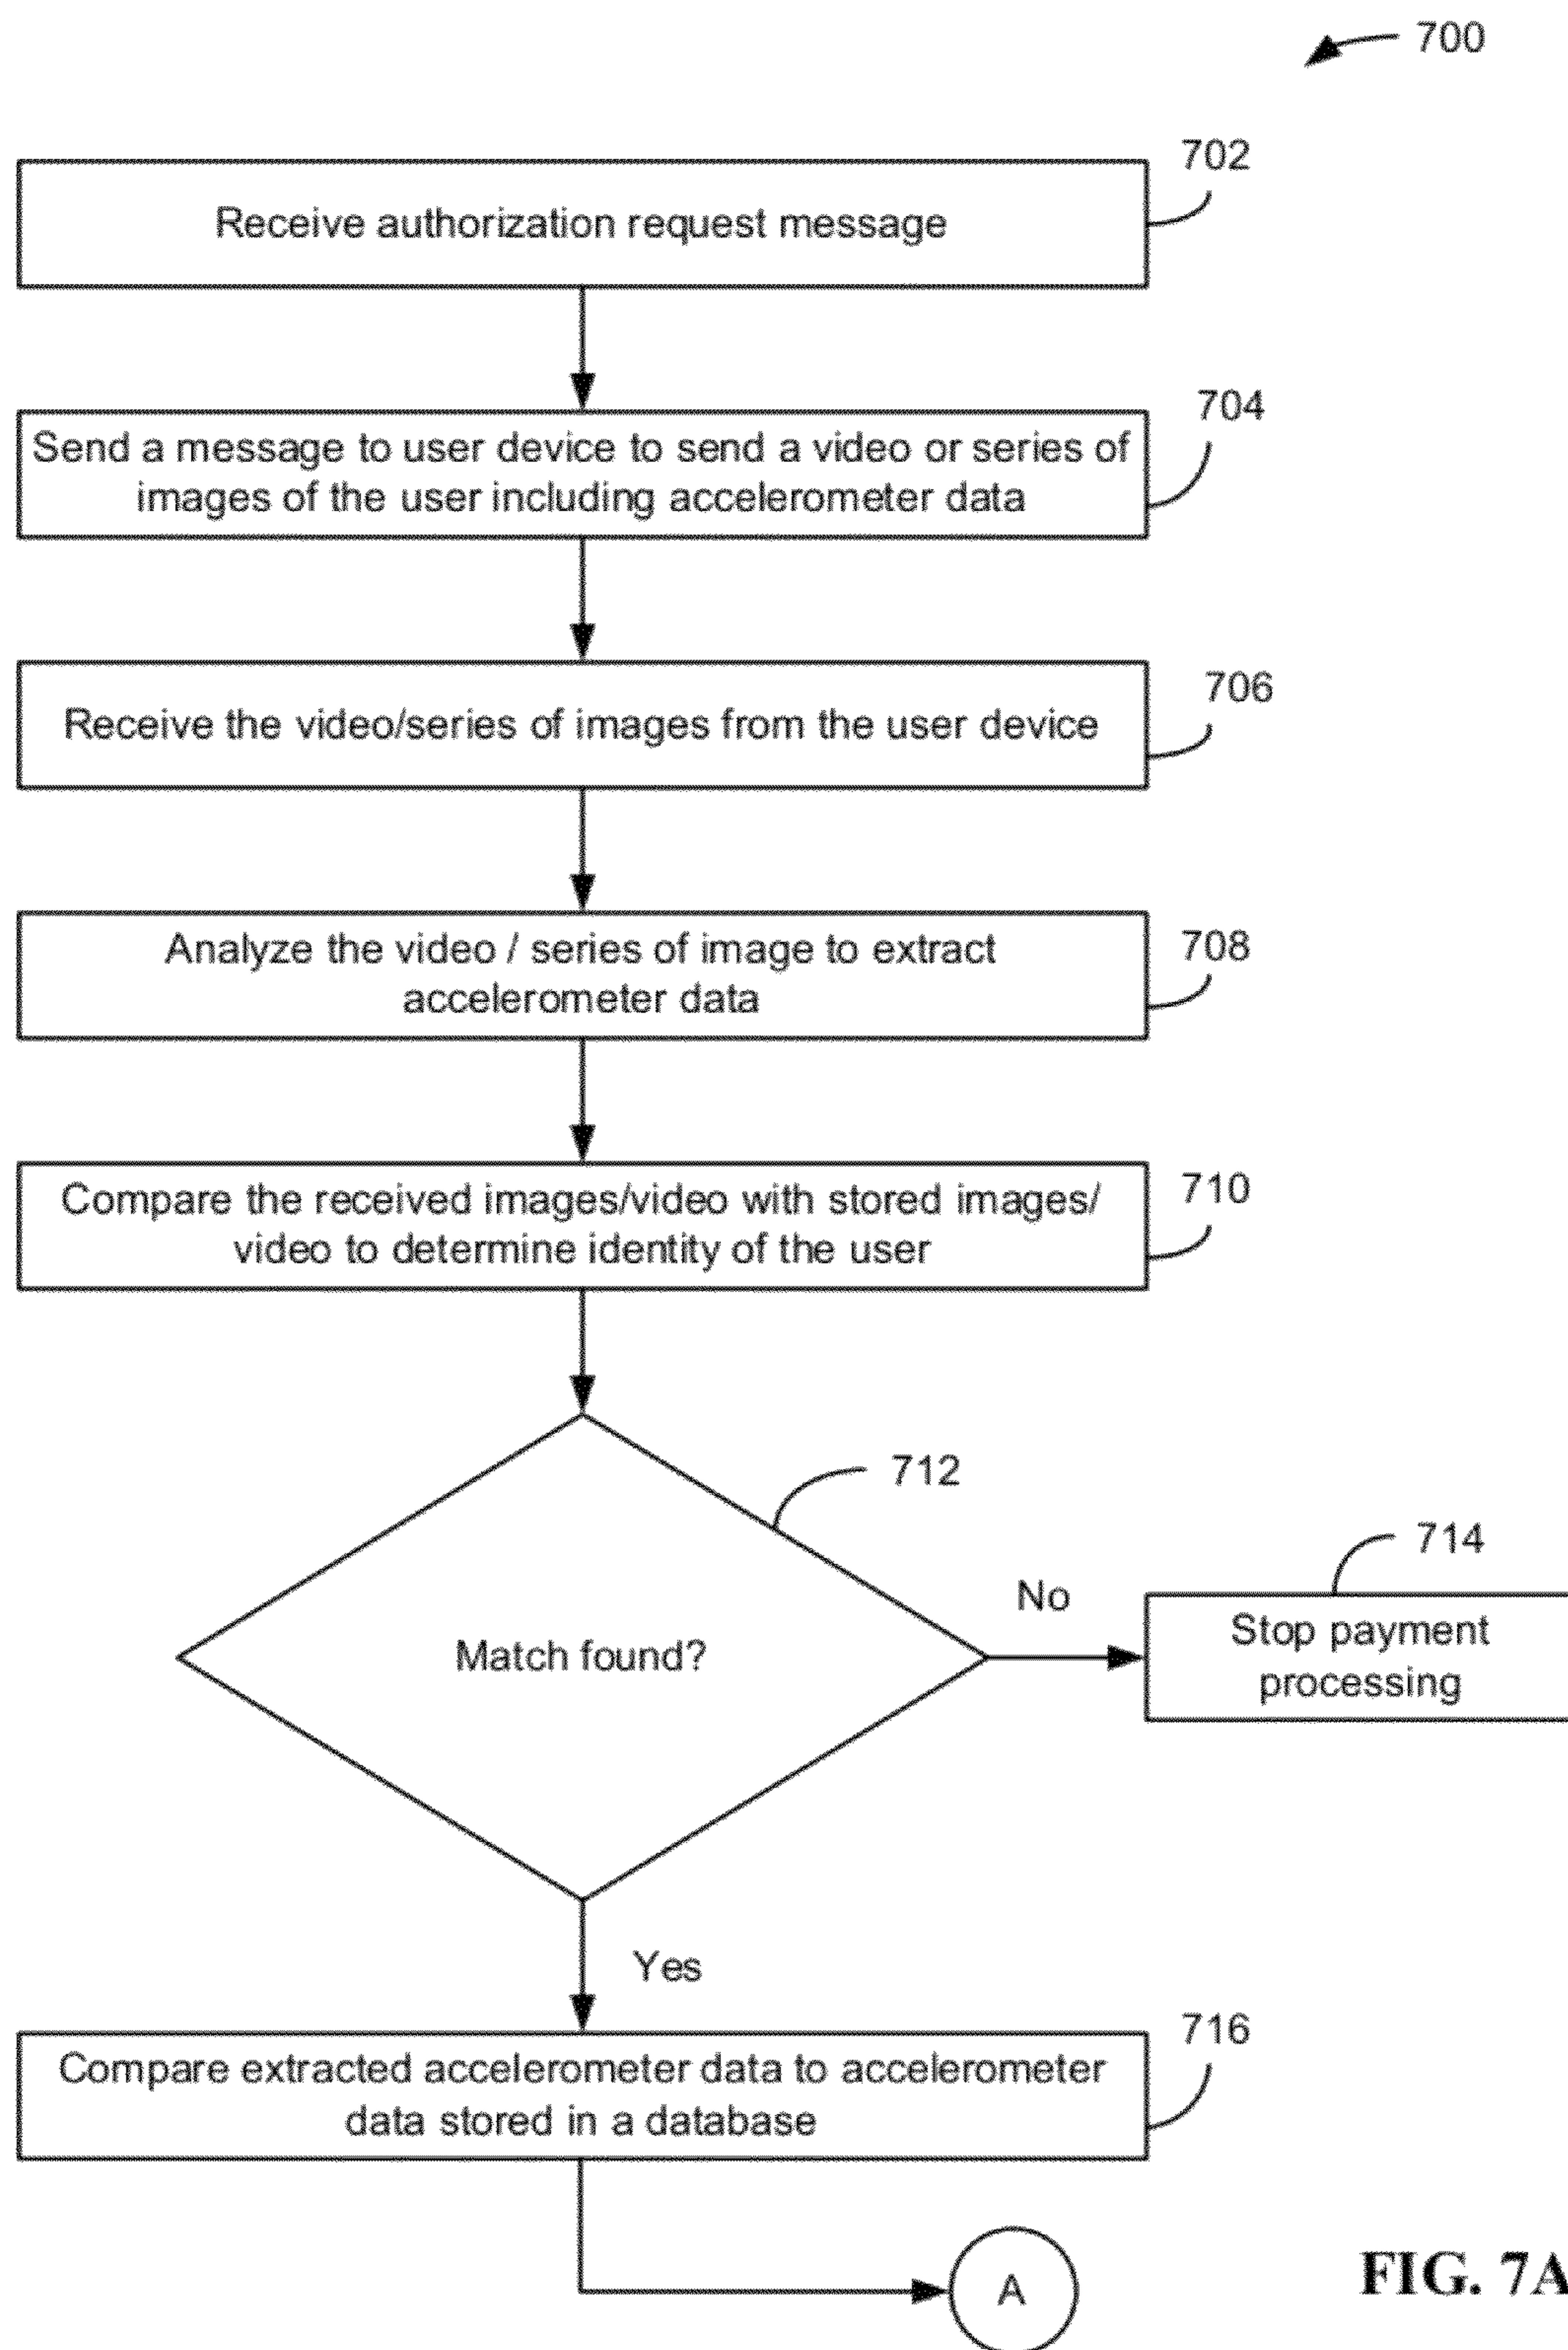 700
702
Receive authorization request message
704
Send a message to user device to send a video or series of
images of the user including accelerometer data
706
Receive the video/series of images from the user device
708
Analyze the video / series of image to extract
accelerometer data
710
Compare the received images/video with stored images/
video to determine identity of the user
712
Match found?
No
714
Stop payment
processing
Yes
716
Compare extracted accelerometer data to accelerometer
data stored in a database
A
FIG. 7A